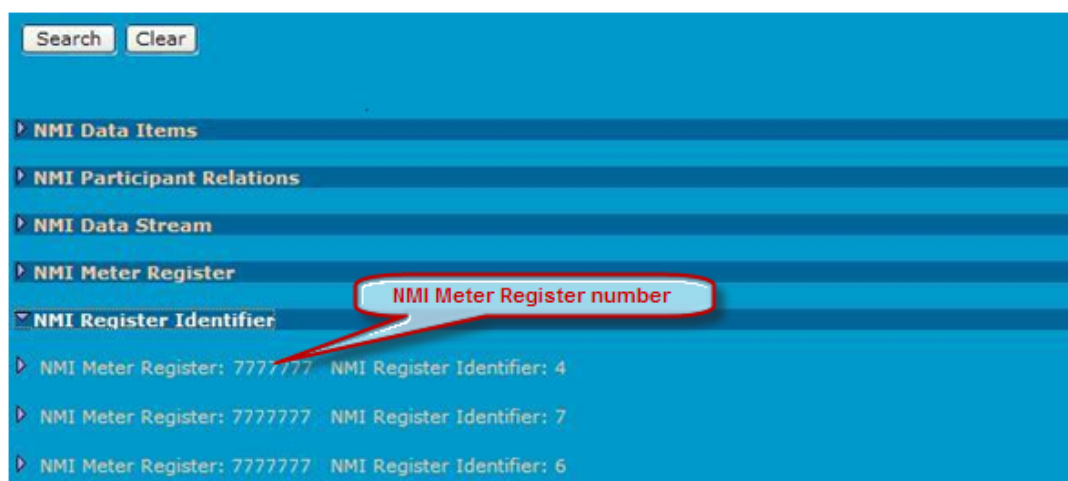 Search Clear
NMI Data Items
NMI Participant Relations
NMI Data Stream
NMI Meter Register
NMI Meter Register number
NMI Register Identifier
NMI Meter Register: 7777777 NMI Register Identifier: 4
NMI Meter Register: 7777777 NMI Register Identifier: 7
NMI Meter Register: 7777777 NMI Register Identifier: 6